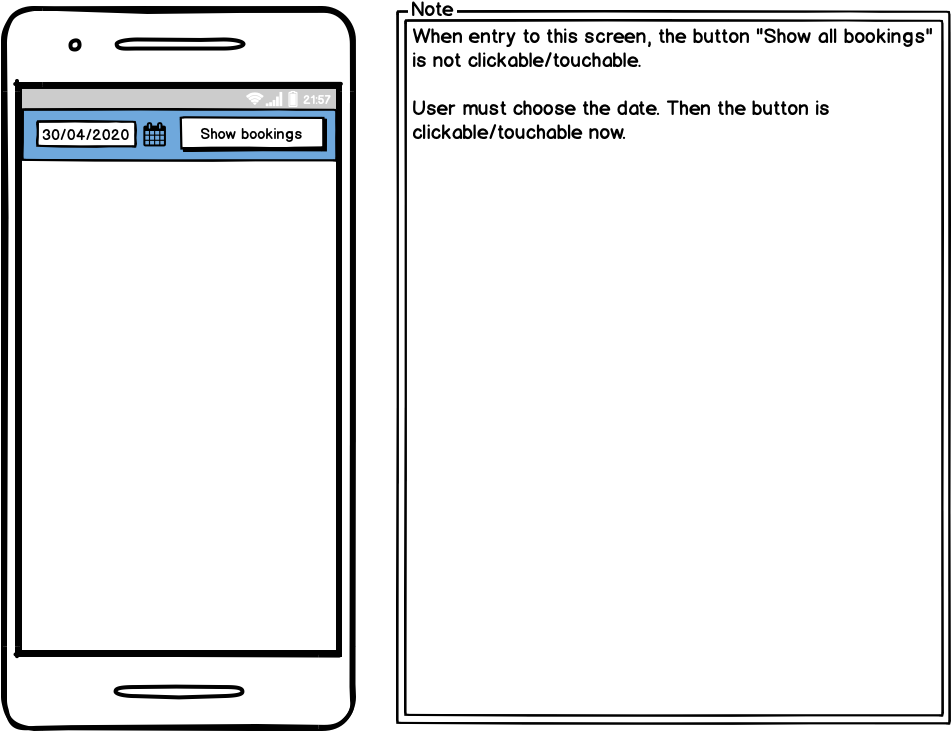 21:57
30/04/2020
Show bookings
Note
When entry to this screen, the button "Show all bookings"
is not clickable/touchable.
User must choose the date. Then the button is
clickable/touchable now.